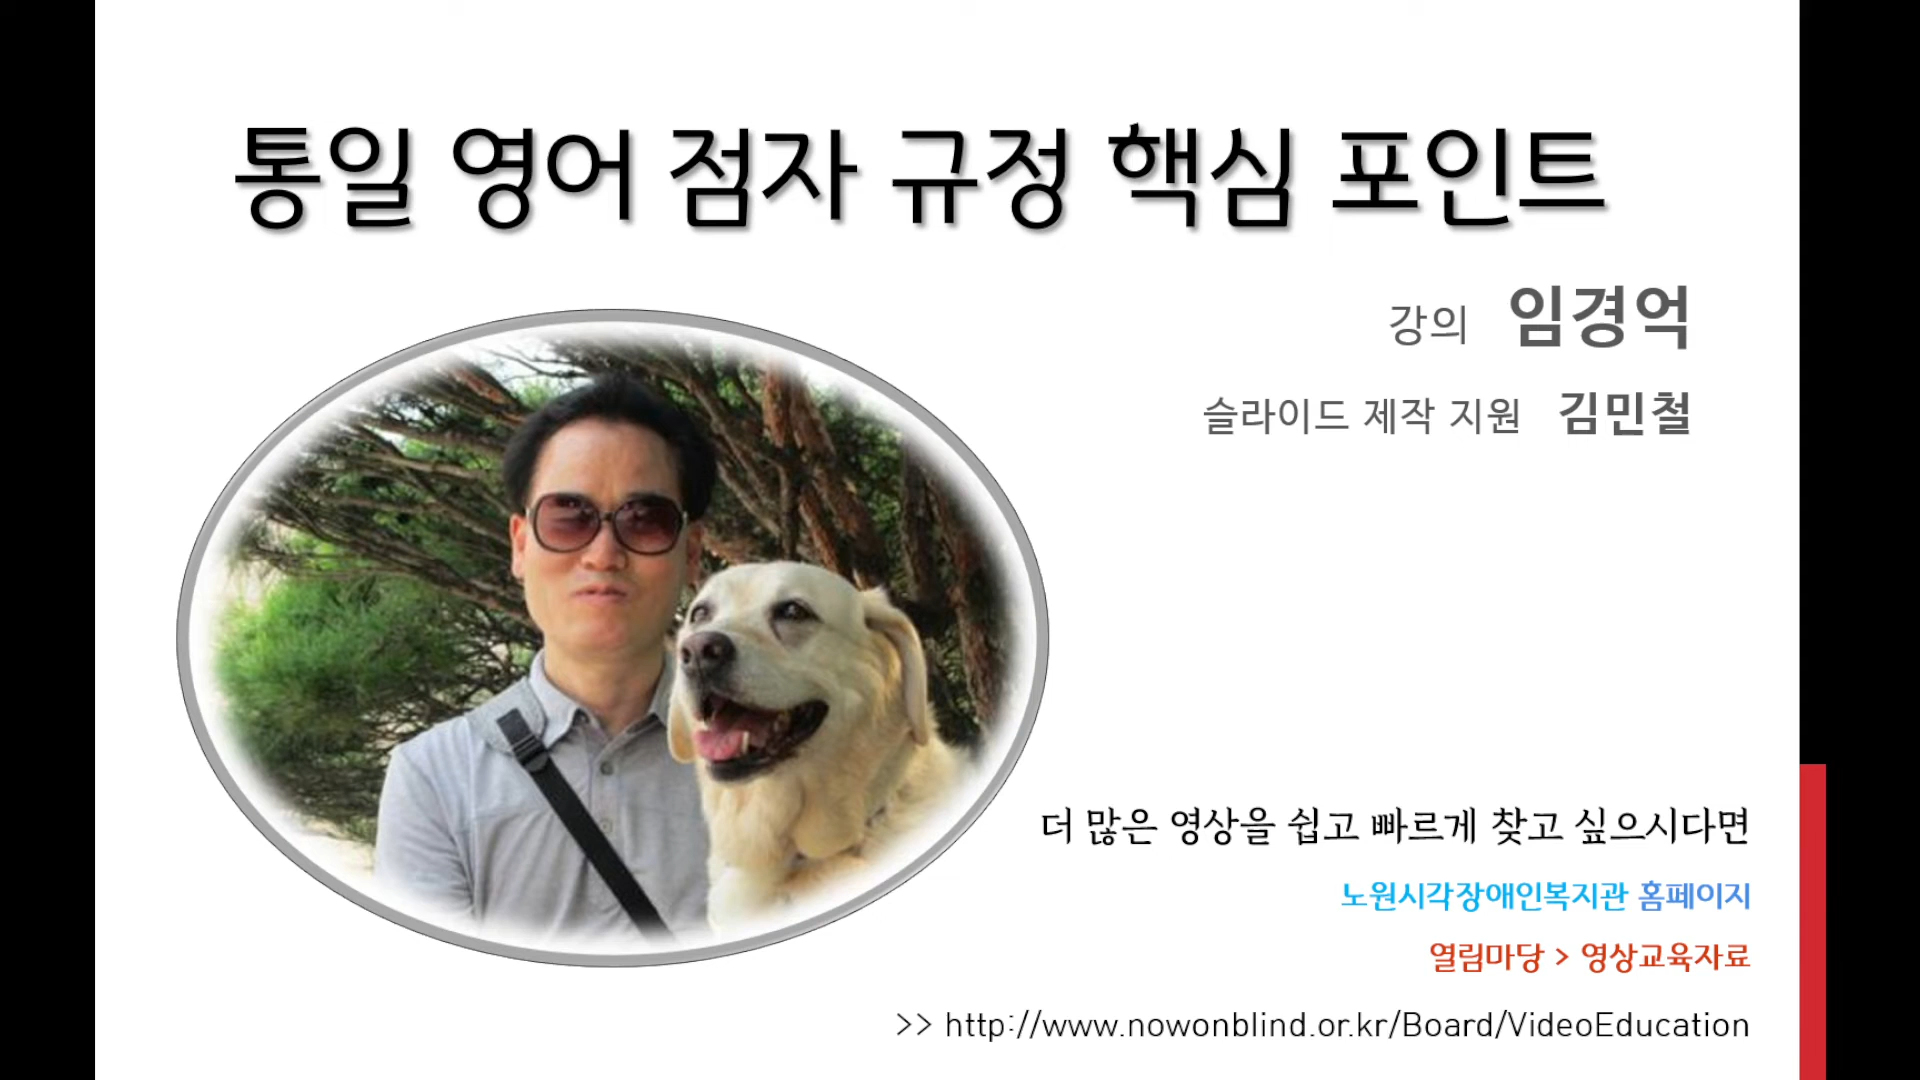 통일 영어 점자 규정 핵심 포인트
강의 임경억
슬라이드 제작 지원 김민철
더 많은 영상을 쉽고 빠르게 찾고 싶으시다면
노원시각장애인복지관 홈페이지
열림마당 > 영상교육자료
>> http://www.nowonblind.or.kr/Board/VideoEducation